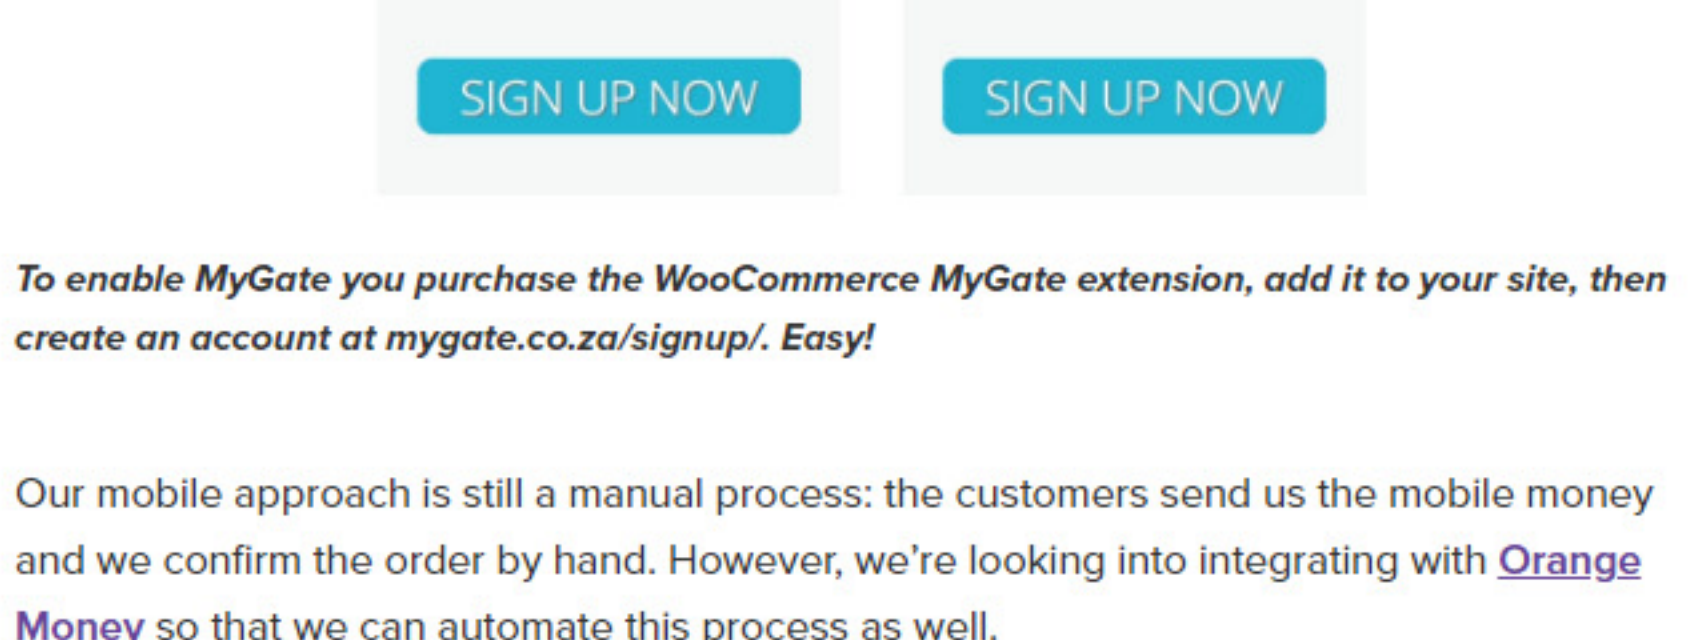 SIGN UP NOW SIGN UP NOW
To enable MyGate you purchase the WooCommerce MyGate extension, add it to your site, then
create an account at mygate.co.za/signup/. Easy!
Our mobile approach is still a manual process: the customers send us the mobile money
and we confirm the order by hand. However, we’re looking into integrating with Orange
Money so that we can automate this process as well.